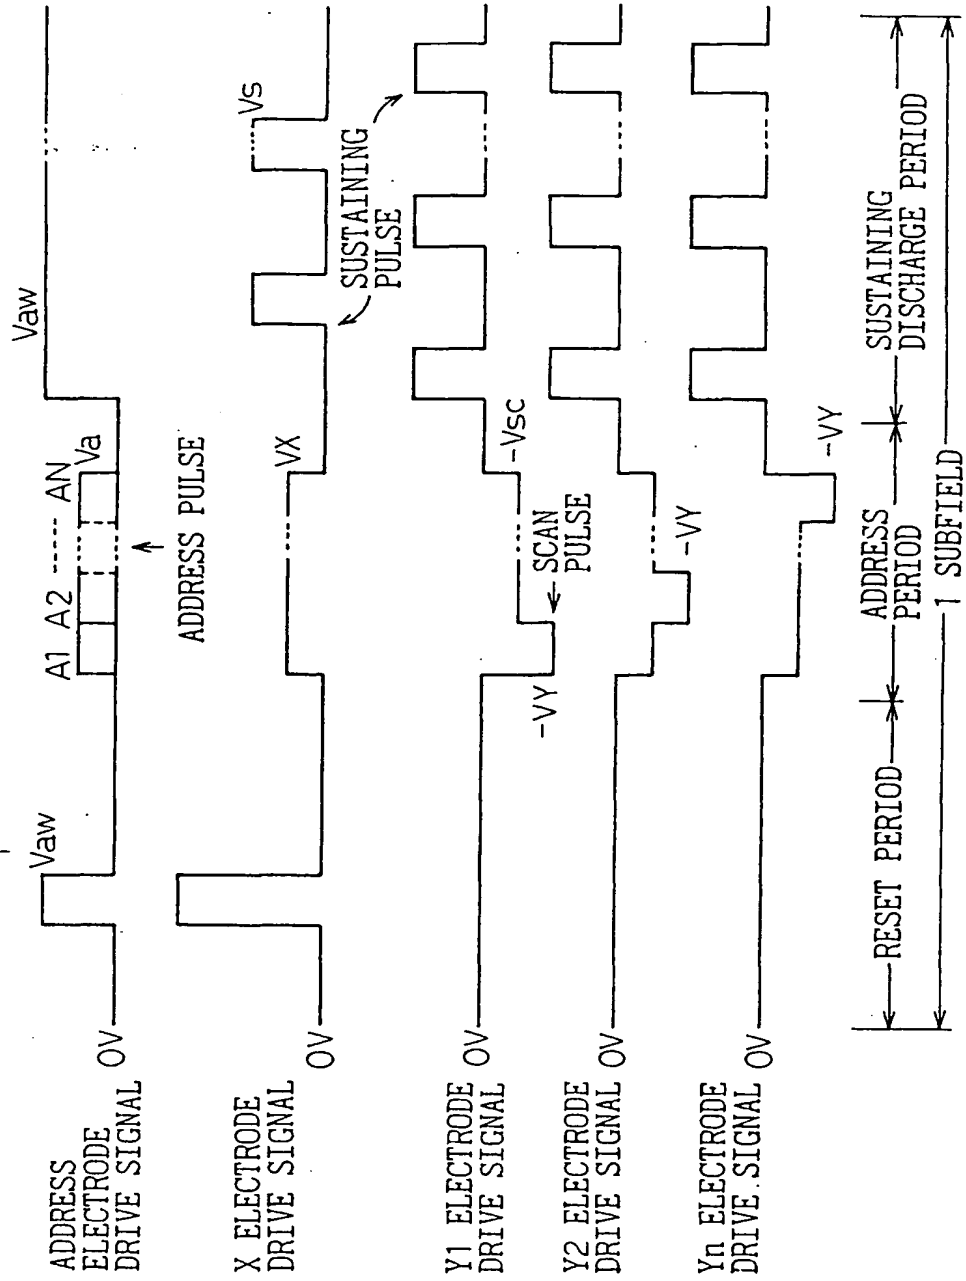 ADDRESS
ELECTRODE
DRIVE SIGNAL
0V
Vaw
A1 A2 ----- AN
Va
Vaw
ADDRESS PULSE
X ELECTRODE
DRIVE SIGNAL
0V
VX
Vs
SUSTAINING
PULSE
Y1 ELECTRODE
DRIVE SIGNAL
0V
-VY
SCAN
PULSE
-Vsc
Y2 ELECTRODE
DRIVE SIGNAL
0V
-VY
Yn ELECTRODE
DRIVE SIGNAL
0V
-VY
RESET PERIOD
ADDRESS
PERIOD
SUSTAINING
DISCHARGE PERIOD
1 SUBFIELD